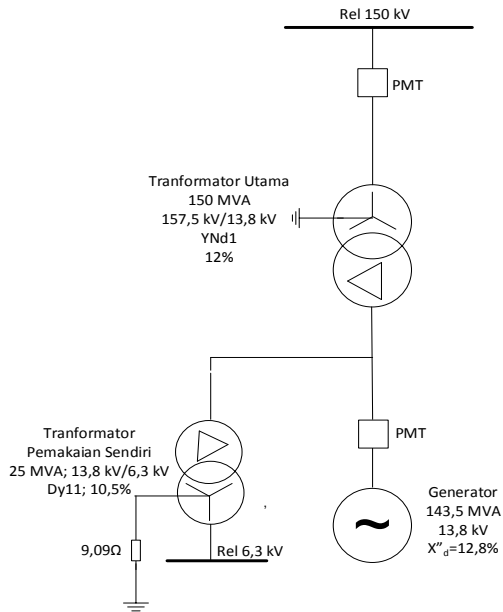 Rel 150 kV
PMT
Tranformator Utama
150 MVA
157,5 kV/13,8 kV
YNd1
12%
Tranformator
Pemakaian Sendiri
25 MVA; 13,8 kV/6,3 kV
Dy11; 10,5%
PMT
Generator
143,5 MVA
13,8 kV
X"d=12,8%
,
9,09Ω
Rel 6,3 kV